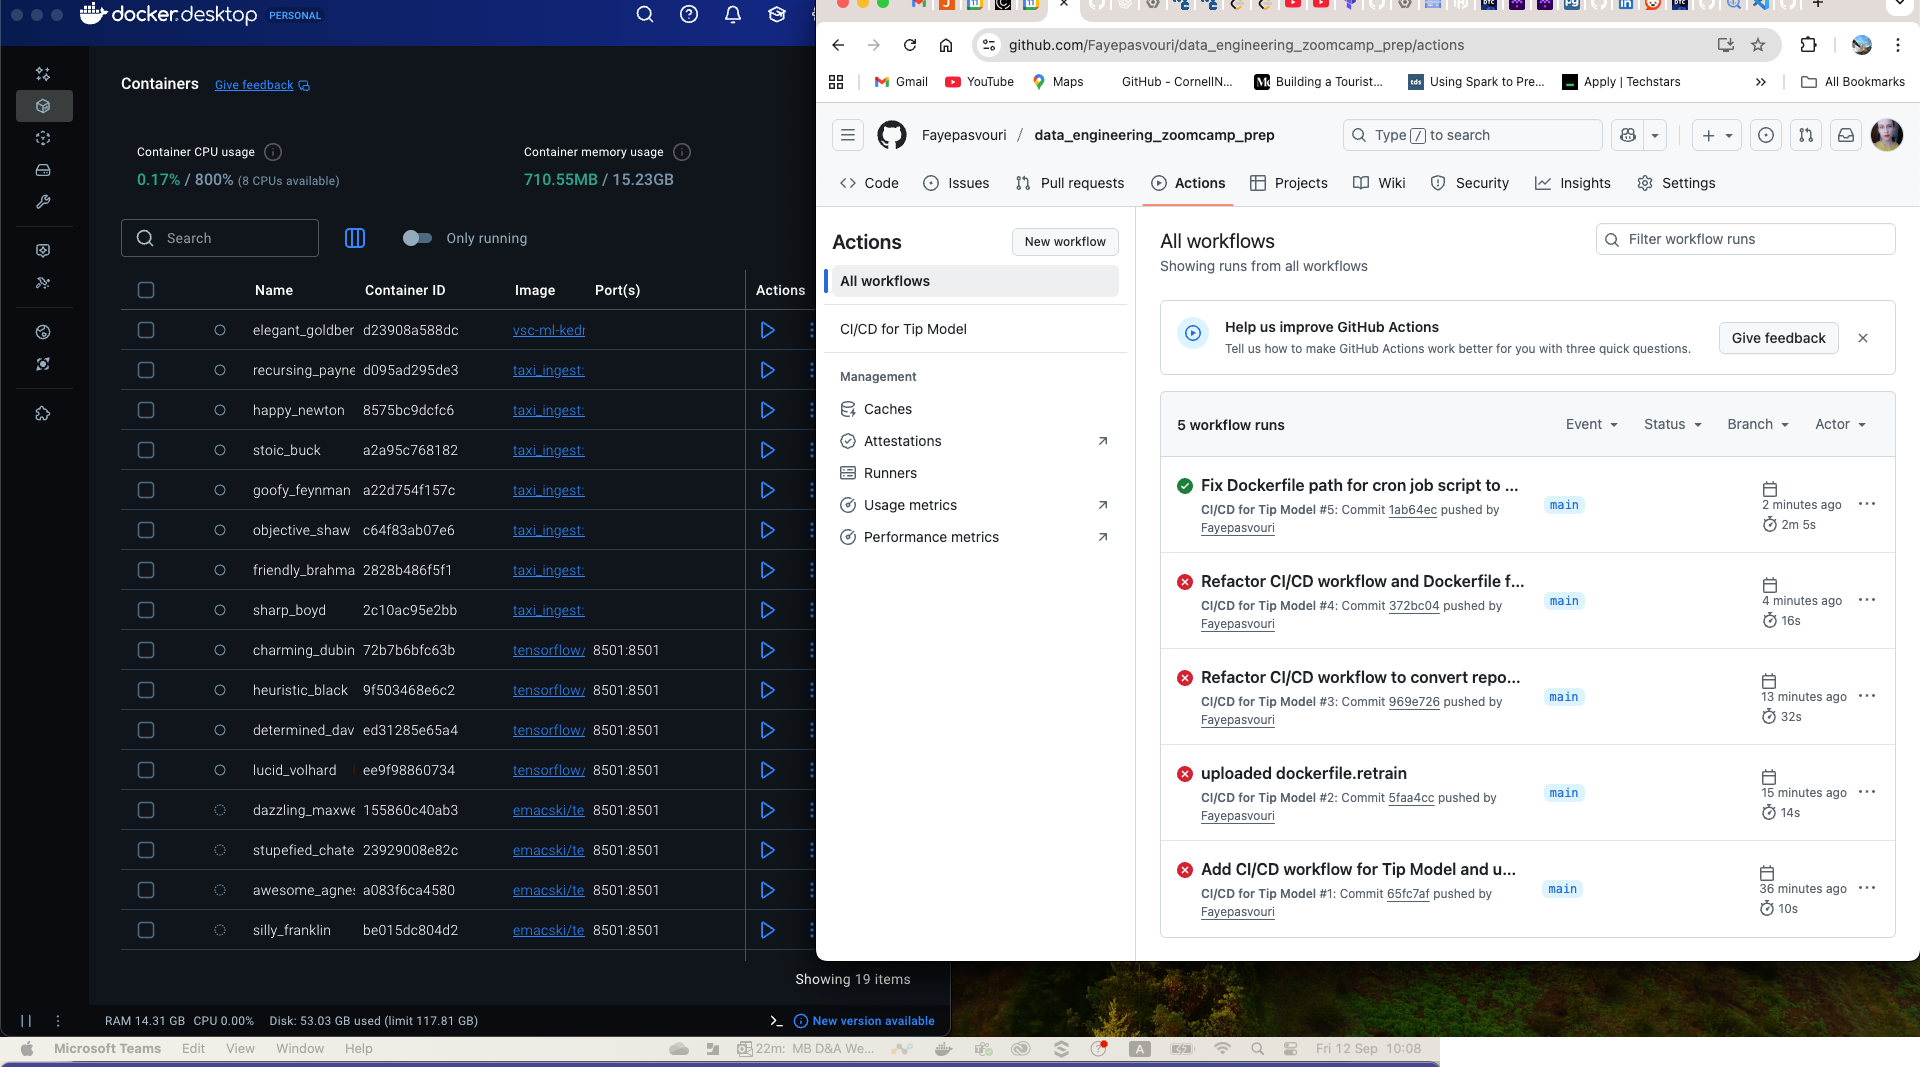 docker.desktop PERSONAL
Containers Give feedback
Container CPU usage
0.17% / 800% (8 CPUs available)
Container memory usage
710.55MB / 15.23GB
Search
Only running
Name Container ID Image Port(s) Actions
elegant_goldber d23908a588dc vsc-ml-kedr
recursing_payne d095ad295de3 taxi_ingest:
happy_newton 8575bc9dcfc6 taxi_ingest:
stoic_buck a2a95c768182 taxi_ingest:
goofy_feynman a22d754f157c taxi_ingest:
objective_shaw c64f83ab07e6 taxi_ingest:
friendly_brahma 2828b486f5f1 taxi_ingest:
sharp_boyd 2c10ac95e2bb taxi_ingest:
charming_dubin 72b7b6bfc63b tensorflow/ 8501:8501
heuristic_black 9f503468e6c2 tensorflow/ 8501:8501
determined_dav ed31285e65a4 tensorflow/ 8501:8501
lucid_volhard ee9f98860734 tensorflow/ 8501:8501
dazzling_maxwe 155860c40ab3 emacski/te 8501:8501
stupefied_chate 23929008e82c emacski/te 8501:8501
awesome_agnes a083f6ca4580 emacski/te 8501:8501
silly_franklin be015dc804d2 emacski/te 8501:8501
Showing 19 items
RAM 14.31 GB CPU 0.00% Disk: 53.03 GB used (limit 117.81 GB)
New version available
github.com/Fayepasvouri/data_engineering_zoomcamp_prep/actions
Gmail YouTube Maps GitHub - CornellN... Building a Tourist... Using Spark to Pre... Apply | Techstars » All Bookmarks
Fayepasvouri / data_engineering_zoomcamp_prep
Type / to search
Code Issues Pull requests Actions Projects Wiki Security Insights Settings
Actions
New workflow
All workflows
CI/CD for Tip Model
Management
Caches
Attestations
Runners
Usage metrics
Performance metrics
All workflows
Showing runs from all workflows
Filter workflow runs
Help us improve GitHub Actions
Tell us how to make GitHub Actions work better for you with three quick questions.
Give feedback
5 workflow runs
Event Status Branch Actor
Fix Dockerfile path for cron job script to ...
CI/CD for Tip Model #5: Commit 1ab64ec pushed by
Fayepasvouri
main
2 minutes ago
2m 5s
Refactor CI/CD workflow and Dockerfile f...
CI/CD for Tip Model #4: Commit 372bc04 pushed by
Fayepasvouri
main
4 minutes ago
16s
Refactor CI/CD workflow to convert repo...
CI/CD for Tip Model #3: Commit 969e726 pushed by
Fayepasvouri
main
13 minutes ago
32s
uploaded dockerfile.retrain
CI/CD for Tip Model #2: Commit 5faa4cc pushed by
Fayepasvouri
main
15 minutes ago
14s
Add CI/CD workflow for Tip Model and u...
CI/CD for Tip Model #1: Commit 65fc7af pushed by
Fayepasvouri
main
36 minutes ago
10s
Microsoft Teams Edit View Window Help
22m: MB D&A We... A Fri 12 Sep 10:08